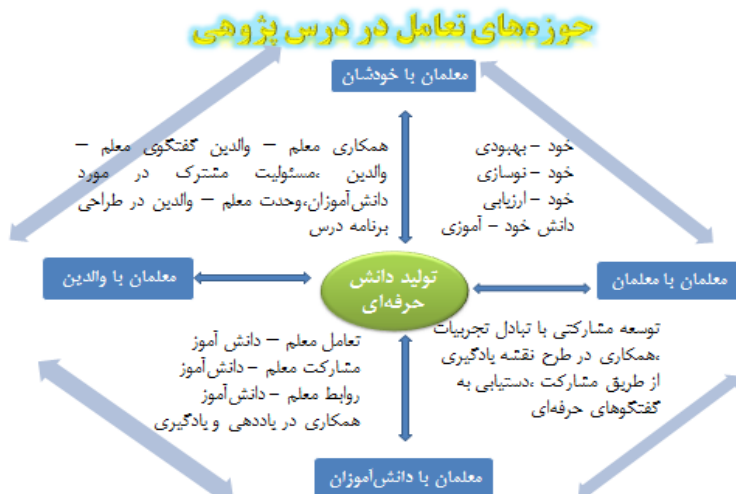 حوزه‌های تعامل در درس پژوهی
معلمان با خودشان
خود – بهبودی
خود – نوسازی
خود – ارزیابی
دانش خود – آموزی
همکاری معلم – والدین گفتگوی معلم –
والدین ،مسئولیت مشترک در مورد
دانش‌آموزان،وحدت معلم – والدین در طراحی
برنامه درس
معلمان با معلمان
تولید دانش
حرفه‌ای
معلمان با والدین
توسعه مشارکتی با تبادل تجربیات
،همکاری در طرح نقشه یادگیری
از طریق مشارکت ،دستیابی به
گفتگوهای حرفه‌ای
تعامل معلم – دانش آموز
مشارکت معلم – دانش‌آموز
روابط معلم – دانش‌آموز
همکاری در یاددهی و یادگیری
معلمان با دانش‌آموزان